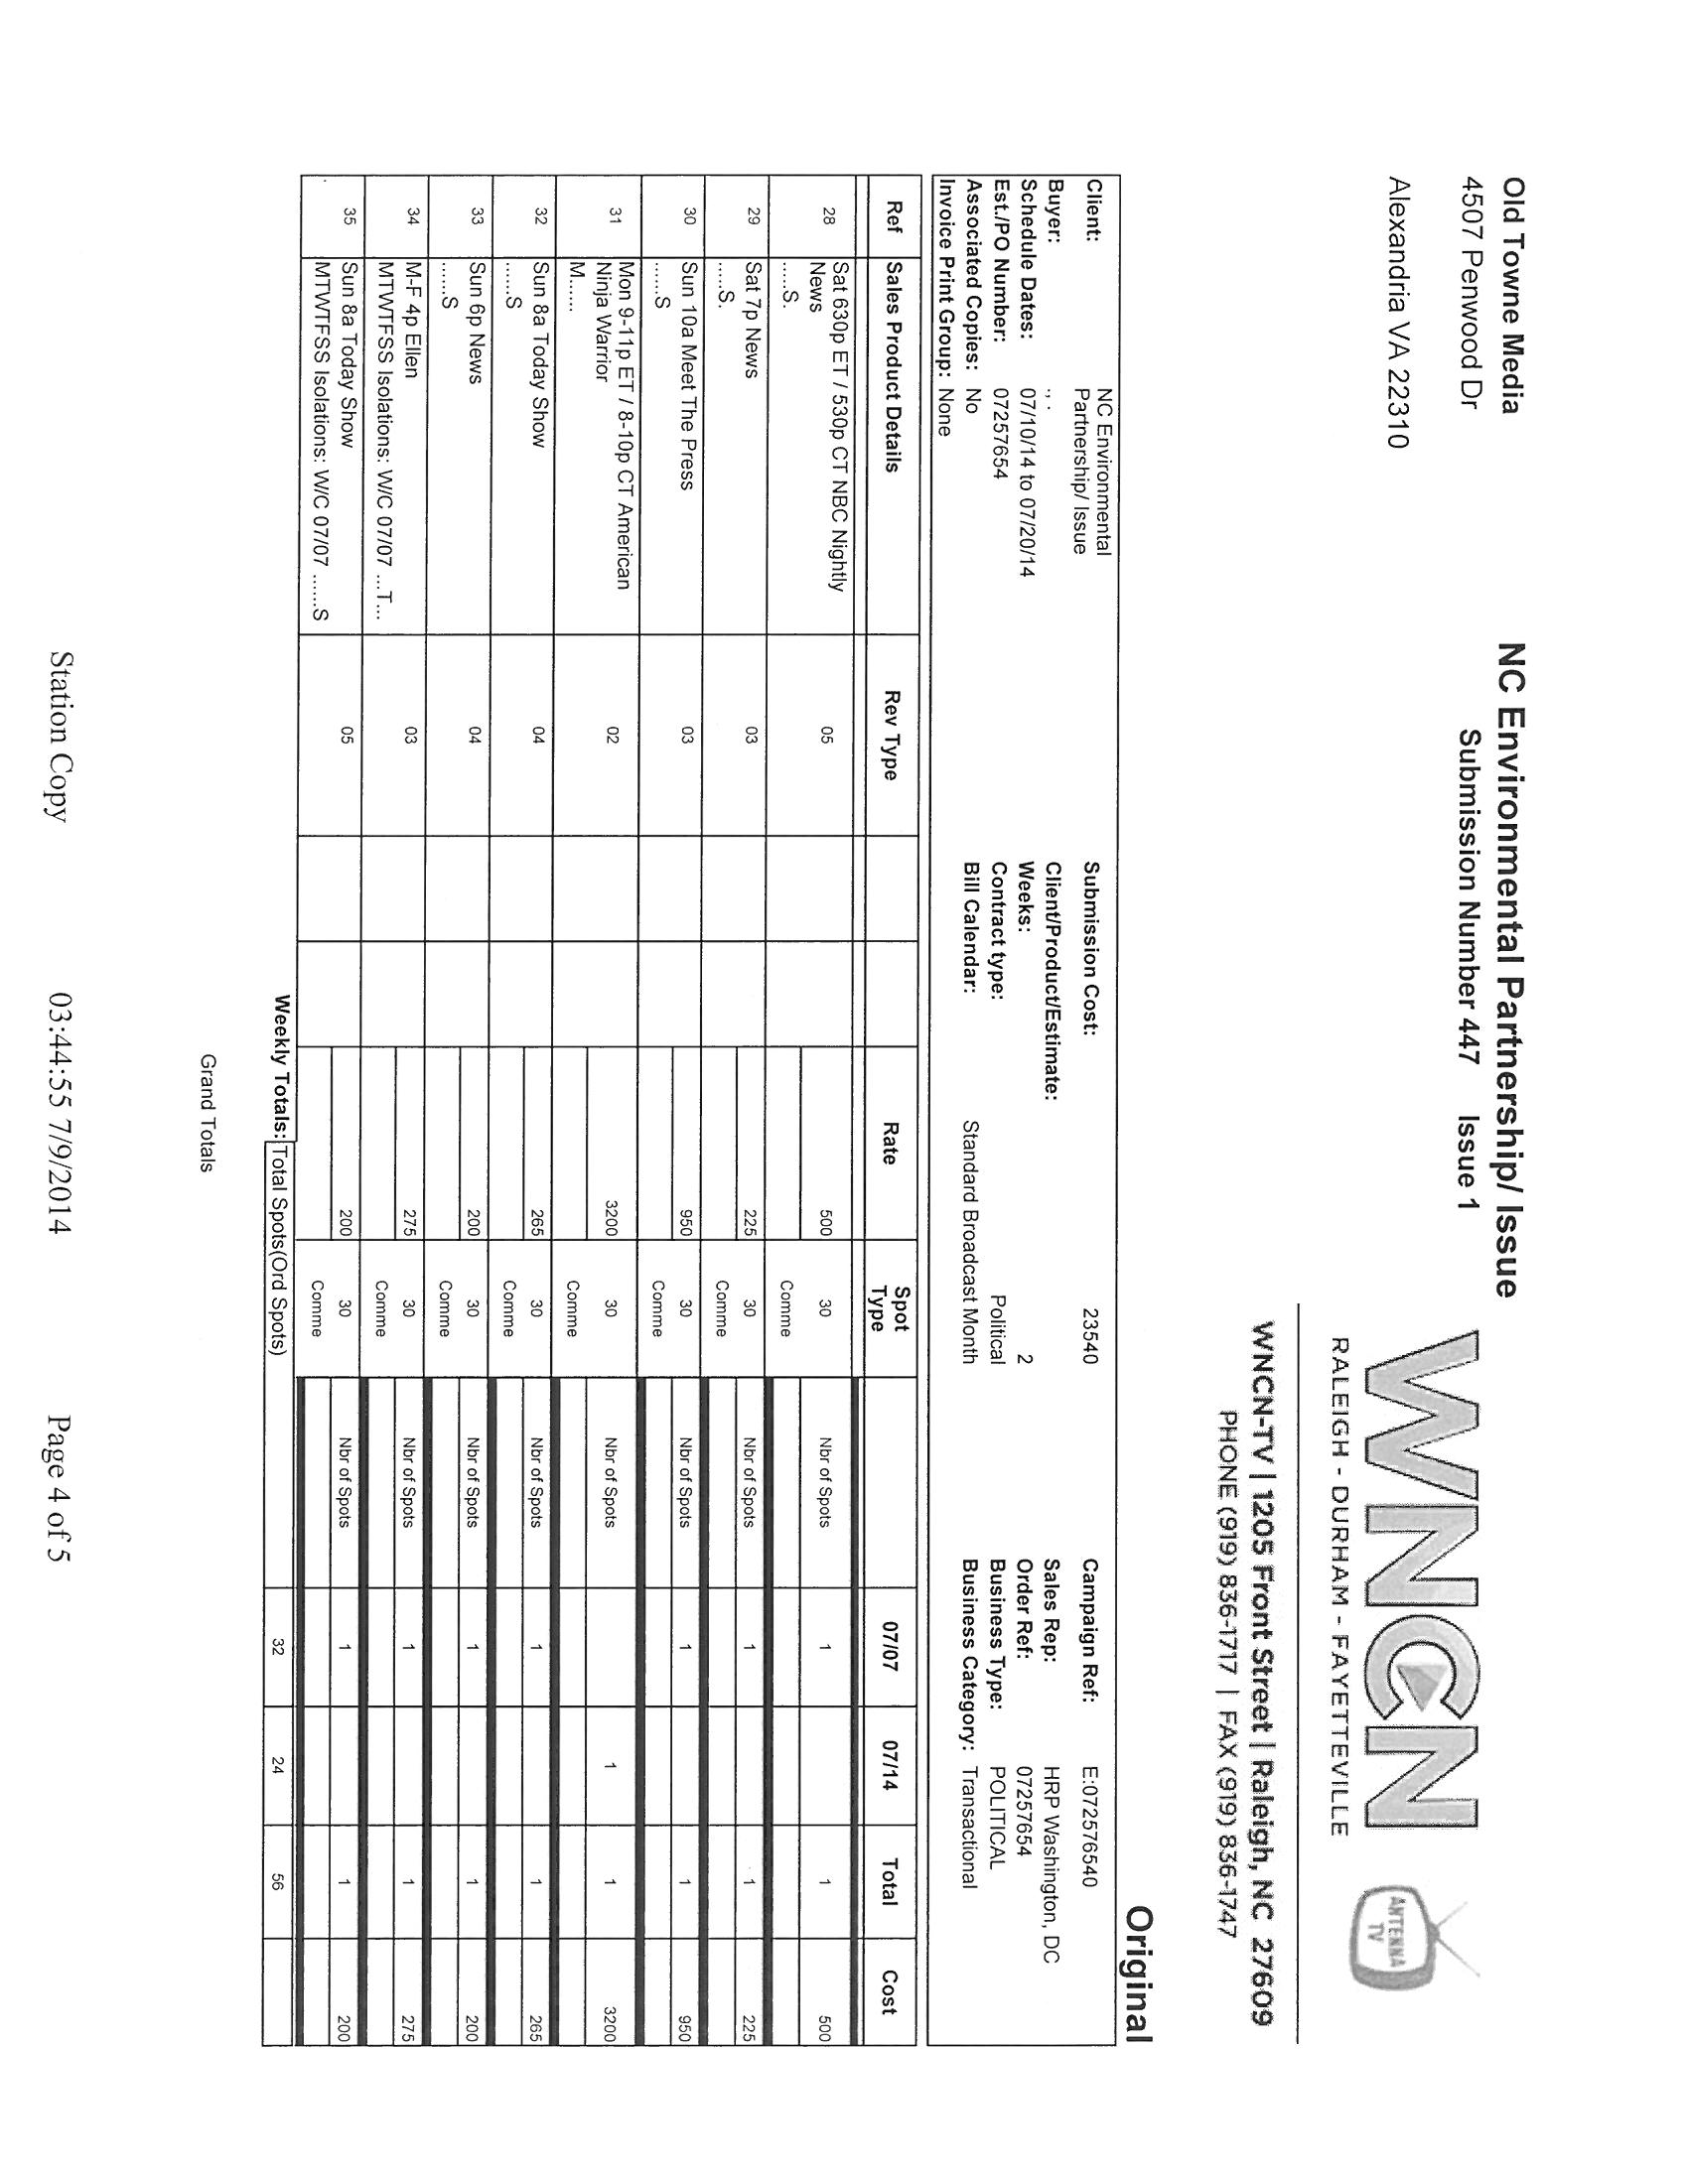 Old Towne Media
4507 Penwood Dr
Alexandria VA 22310
NC Environmental Partnership/ Issue
Submission Number 447 Issue 1
WNCN
RALEIGH - DURHAM - FAYETTEVILLE
ANTENNA
TV
WNCN-TV | 1205 Front Street | Raleigh, NC 27609
PHONE (919) 836-1717 | FAX (919) 836-1747
Original
Client: NC Environmental Partnership/ Issue Submission Cost: 23540 Campaign Ref: E:072576540
Buyer: ., . Client/Product/Estimate: Sales Rep: HRP Washington, DC
Schedule Dates: 07/10/14 to 07/20/14 Weeks: 2 Order Ref: 07257654
Est./PO Number: 07257654 Contract type: Political Business Type: POLITICAL
Associated Copies: No Bill Calendar: Standard Broadcast Month Business Category: Transactional
Invoice Print Group: None
Ref Sales Product Details Rev Type Rate Spot Type 07/07 07/14 Total Cost
28 Sat 630p ET / 530p CT NBC Nightly 05 500 30 Nbr of Spots 1 1 500
News
.....S. Comme
29 Sat 7p News 03 225 30 Nbr of Spots 1 1 225
.....S. Comme
30 Sun 10a Meet The Press 03 950 30 Nbr of Spots 1 1 950
......S Comme
31 Mon 9-11p ET / 8-10p CT American 02 3200 30 Nbr of Spots 1 1 3200
Ninja Warrior
M...... Comme
32 Sun 8a Today Show 04 265 30 Nbr of Spots 1 1 265
......S Comme
33 Sun 6p News 04 200 30 Nbr of Spots 1 1 200
......S Comme
34 M-F 4p Ellen 03 275 30 Nbr of Spots 1 1 275
MTWTFSS Isolations: W/C 07/07 ...T... Comme
35 Sun 8a Today Show 05 200 30 Nbr of Spots 1 1 200
MTWTFSS Isolations: W/C 07/07 ......S Comme
Weekly Totals: Total Spots(Ord Spots) 32 24 56
Grand Totals
Station Copy 03:44:55 7/9/2014 Page 4 of 5